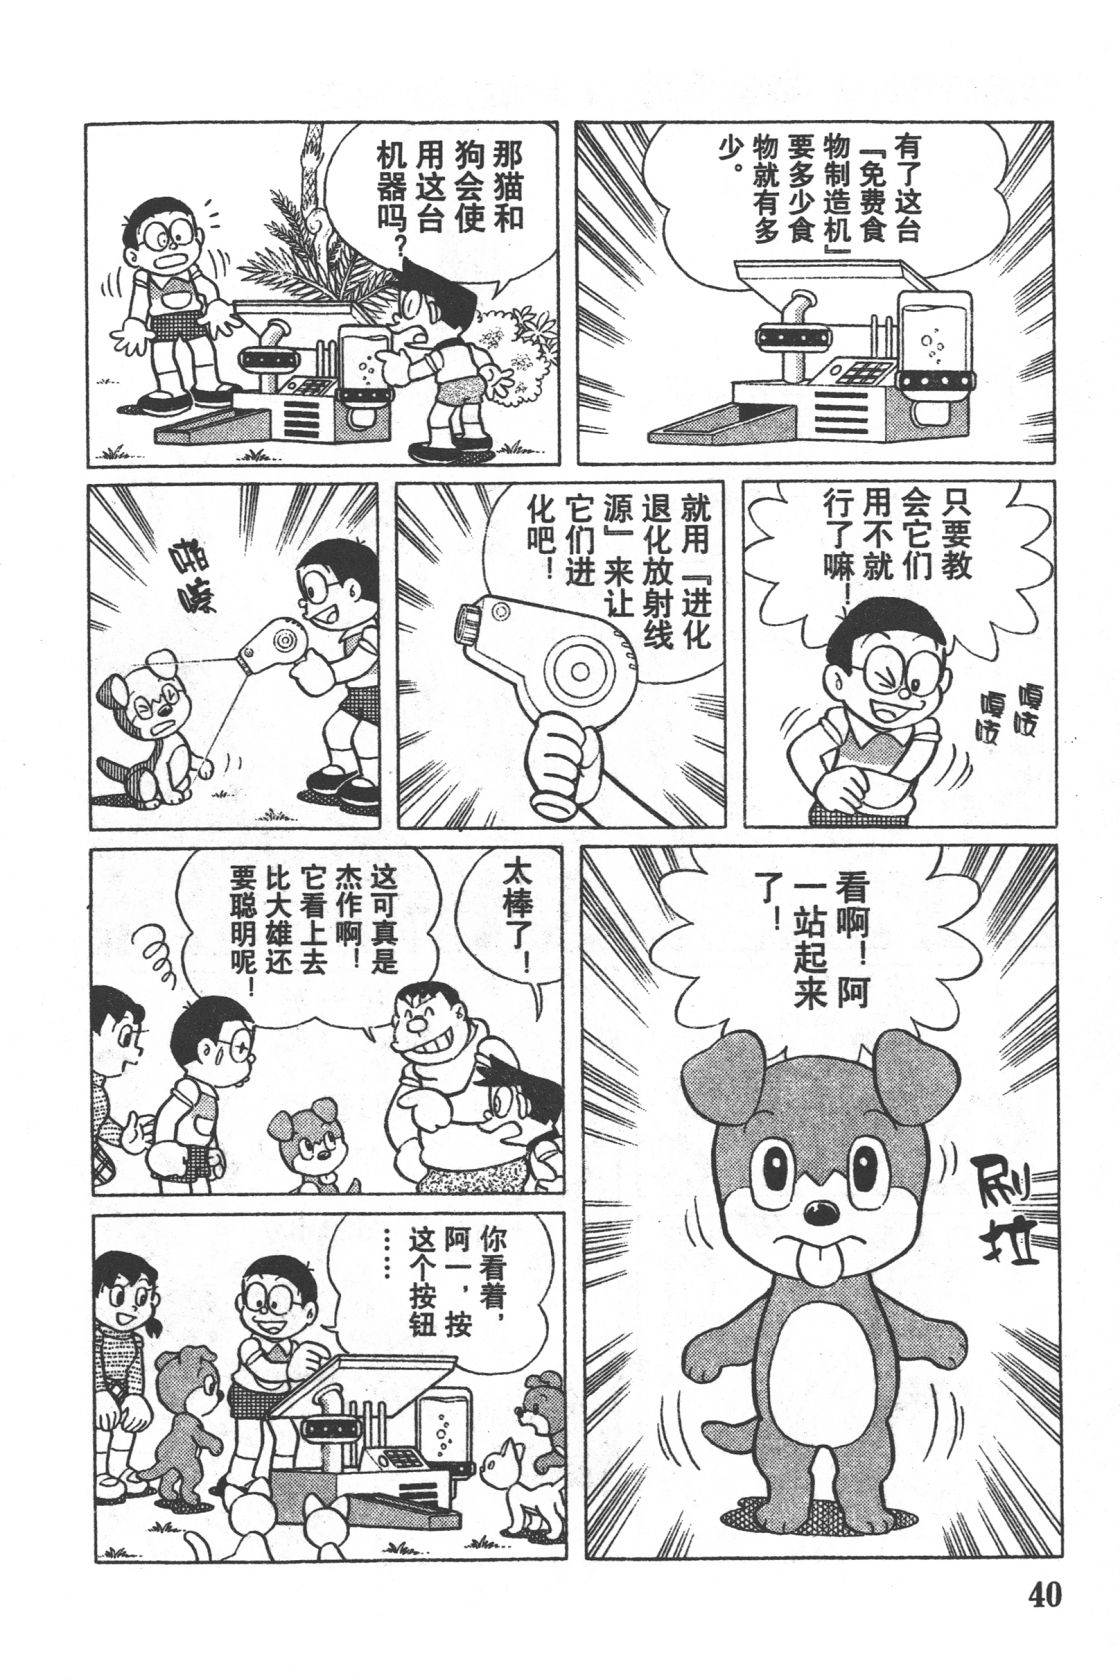 有了这台
『免费食
物制造机』
要多少食
物就有多
少。
那猫和
狗会使
用这台
机器吗？
只要教
会它们
用不就
行了嘛！
嘎吱
嘎吱
就用『进化
退化放射线
源』来让
它们进
化吧！
啪嚓
看啊！阿
一站起来
了！
刷拉
太棒了！
这可真是
杰作啊！
它看上去
比大雄还
要聪明呢！
你看着，
阿一，按
这个按钮
……
40